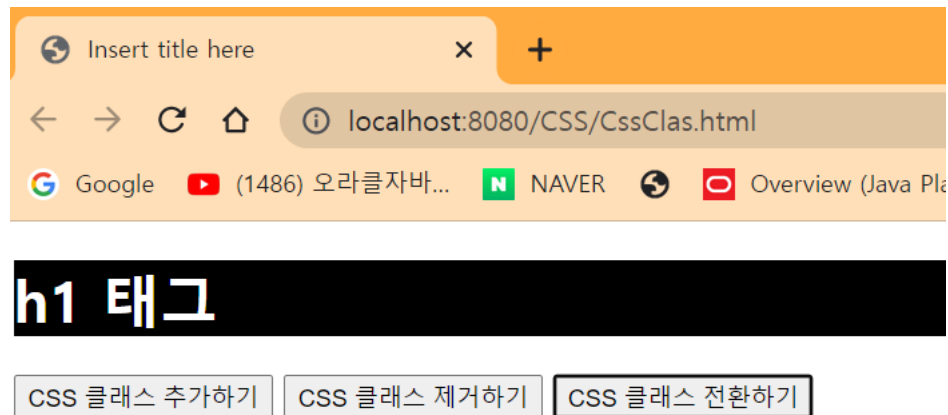 Insert title here
localhost:8080/CSS/CssClas.html
Google (1486) 오라클자바... NAVER Overview (Java Pla
h1 태그
CSS 클래스 추가하기 CSS 클래스 제거하기 CSS 클래스 전환하기